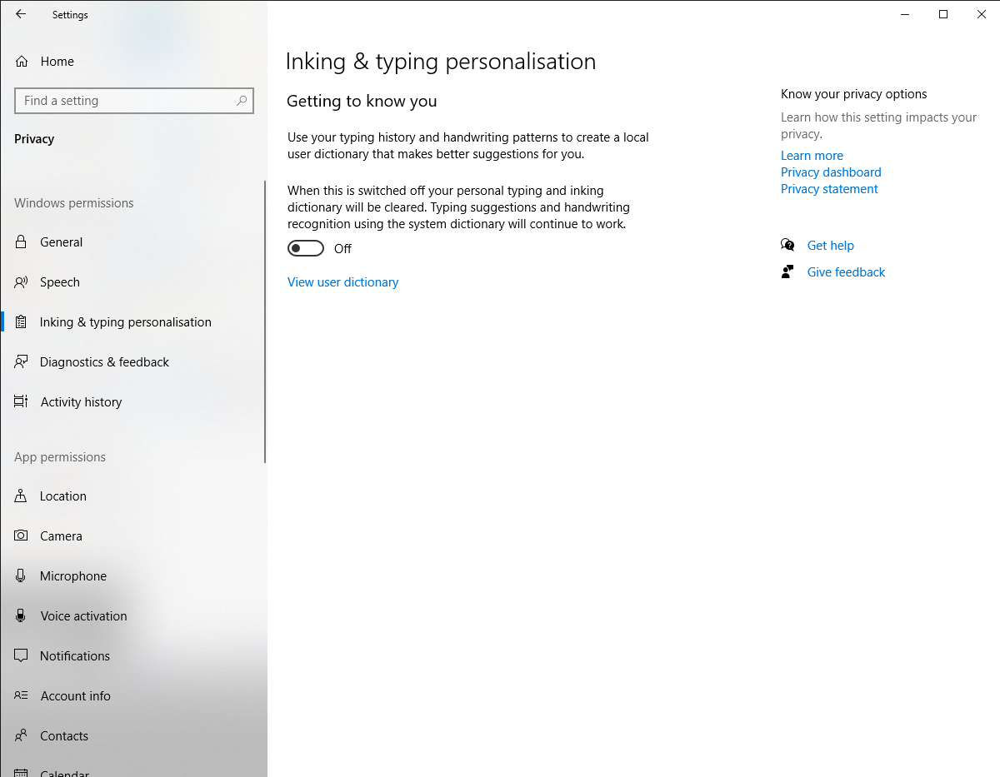 Settings
Home
Find a setting
Privacy
Windows permissions
General
Speech
Inking & typing personalisation
Diagnostics & feedback
Activity history
App permissions
Location
Camera
Microphone
Voice activation
Notifications
Account info
Contacts
Calendar
Inking & typing personalisation
Getting to know you
Use your typing history and handwriting patterns to create a local
user dictionary that makes better suggestions for you.
When this is switched off your personal typing and inking
dictionary will be cleared. Typing suggestions and handwriting
recognition using the system dictionary will continue to work.
Off
View user dictionary
Know your privacy options
Learn how this setting impacts your
privacy.
Learn more
Privacy dashboard
Privacy statement
Get help
Give feedback